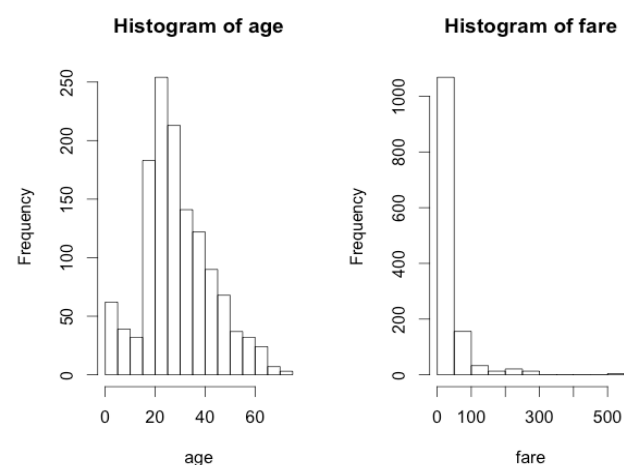 Histogram of age
Frequency
0 50 100 150 200 250
0 20 40 60
age
Histogram of fare
Frequency
0 200 400 600 800 1000
0 100 300 500
fare